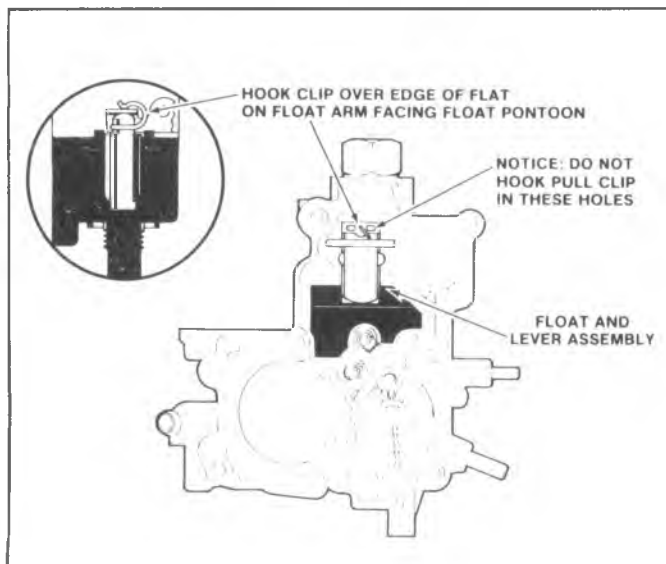 HOOK CLIP OVER EDGE OF FLAT
ON FLOAT ARM FACING FLOAT PONTOON
NOTICE: DO NOT
HOOK PULL CLIP
IN THESE HOLES
FLOAT AND
LEVER ASSEMBLY